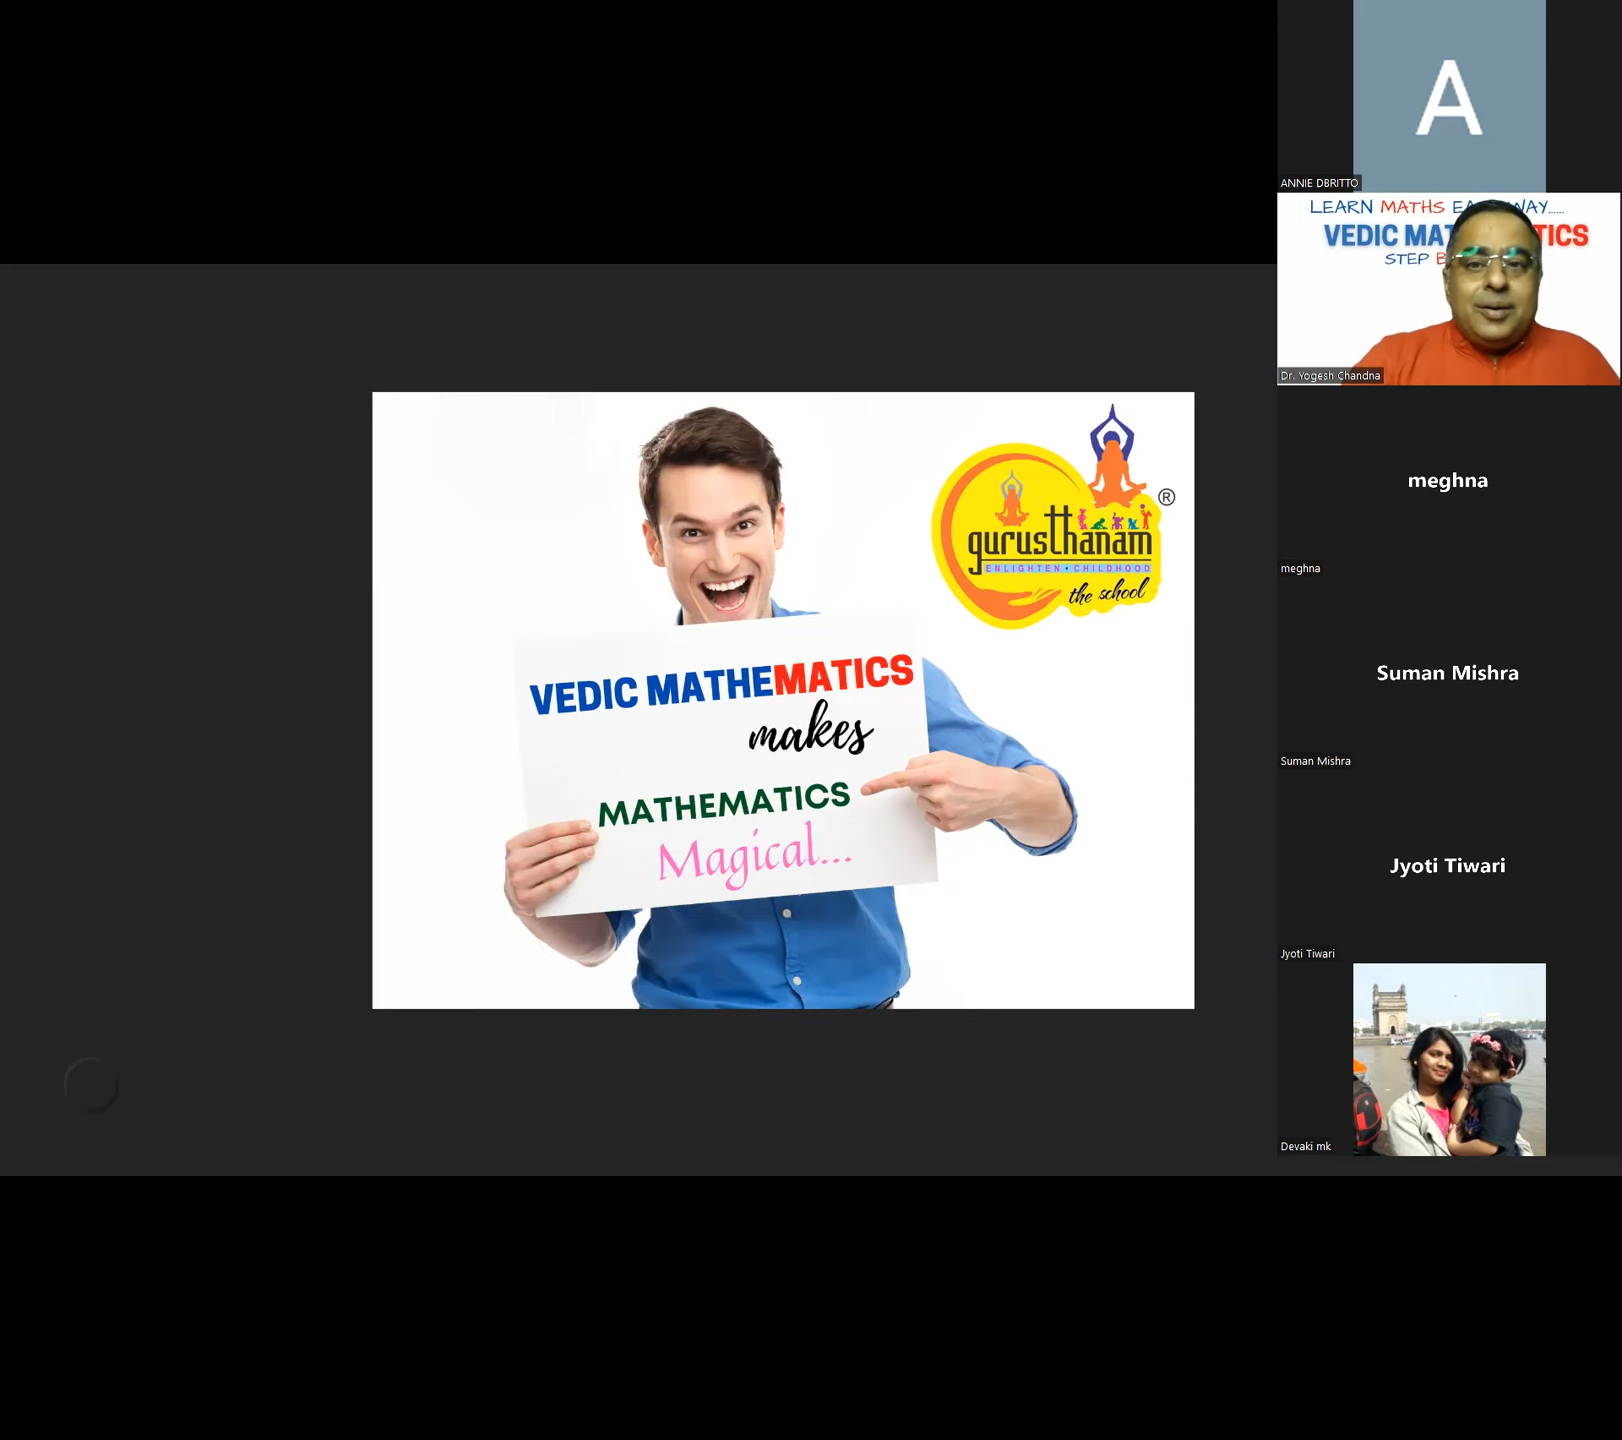 VEDIC MATHEMATICS
makes
MATHEMATICS
Magical...
gurusthanam
ENLIGHTEN • CHILDHOOD
the school
®
A
ANNIE DBRITTO
LEARN MATHS WAY......
VEDIC MAT TICS
STEP
Dr. Yogesh Chandna
meghna
meghna
Suman Mishra
Suman Mishra
Jyoti Tiwari
Jyoti Tiwari
Devaki mk